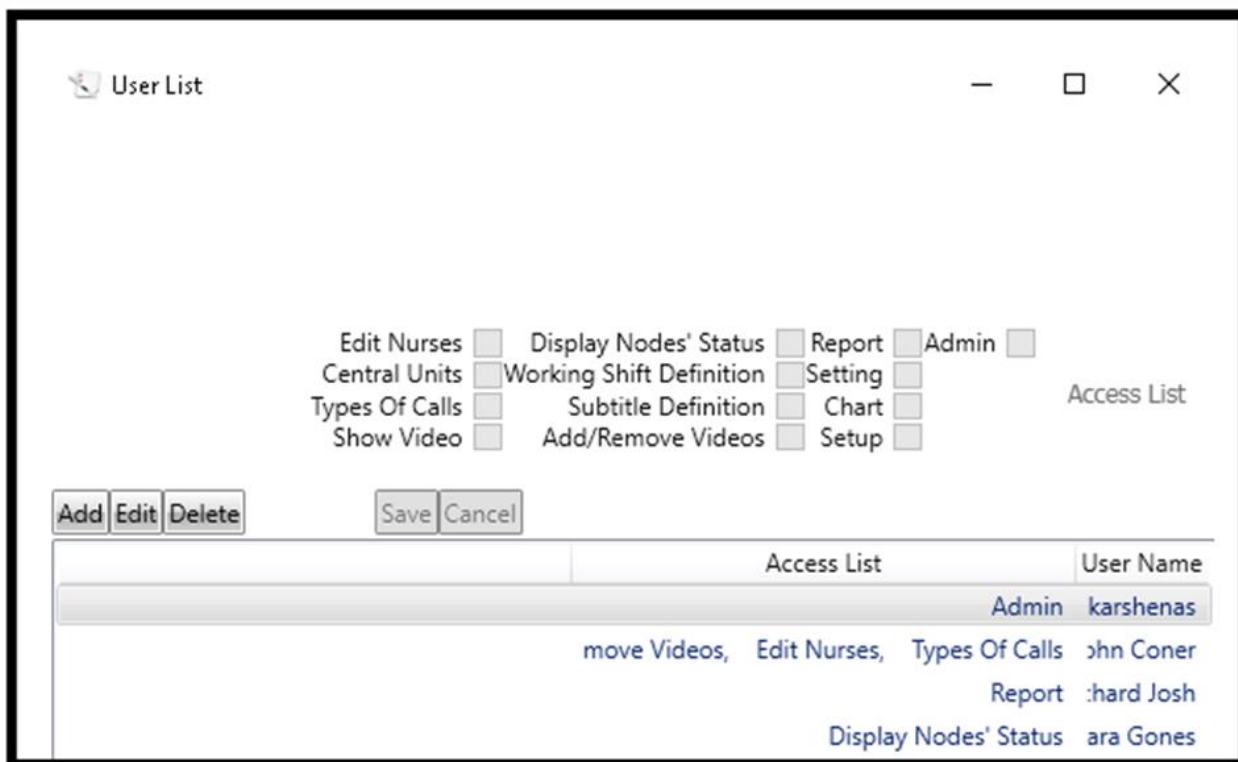 User List
Edit Nurses Display Nodes' Status Report Admin
Central Units Working Shift Definition Setting
Access List
Types Of Calls Subtitle Definition Chart
Show Video Add/Remove Videos Setup
Add Edit Delete Save Cancel
Access List User Name
Admin karshenas
move Videos, Edit Nurses, Types Of Calls ohn Coner
Report chard Josh
Display Nodes' Status ara Gones